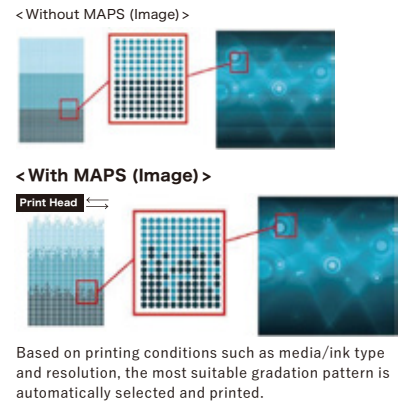 <Without MAPS (Image)>
<With MAPS (Image)>
Print Head
Based on printing conditions such as media/ink type
and resolution, the most suitable gradation pattern is
automatically selected and printed.